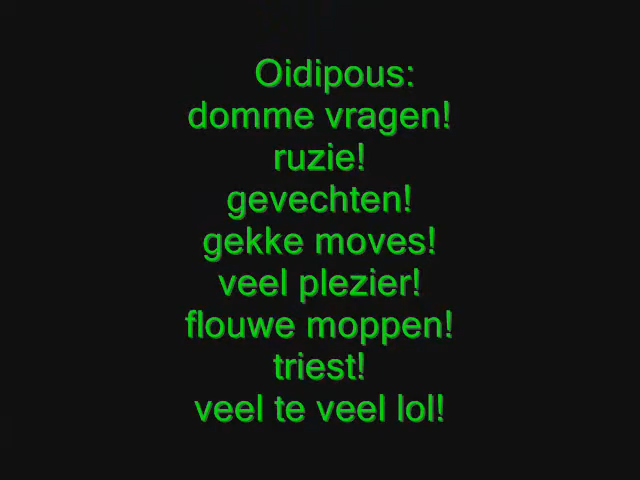 Oidipous:
domme vragen!
ruzie!
gevechten!
gekke moves!
veel plezier!
flouwe moppen!
triest!
veel te veel lol!